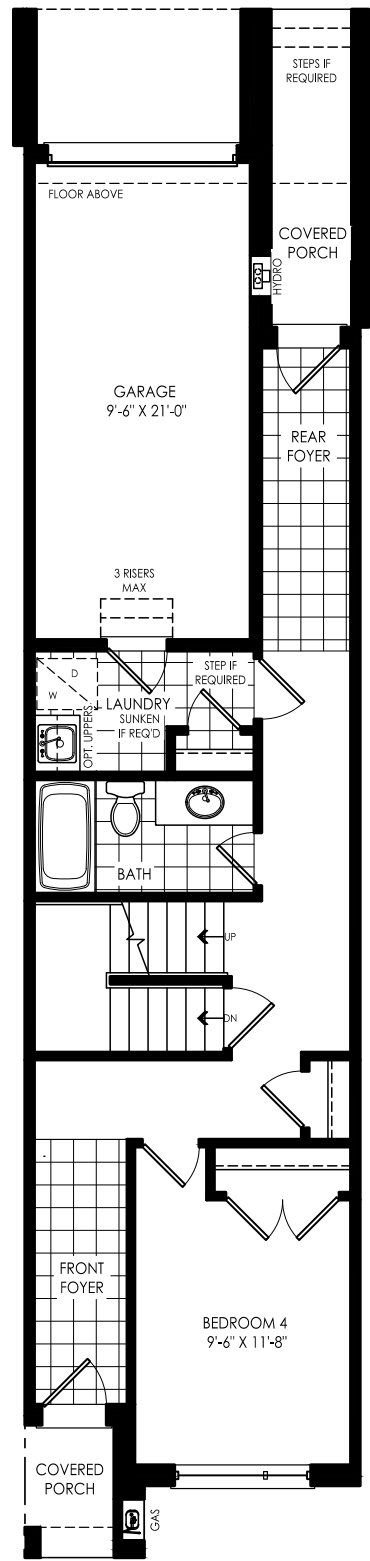 STEPS IF
REQUIRED
FLOOR ABOVE
COVERED
PORCH
HYDRO
GARAGE
9'-6" X 21'-0"
REAR
FOYER
3 RISERS
MAX
D
W
OPT. UPPERS
LAUNDRY
SUNKEN
IF REQ'D
STEP IF
REQUIRED
BATH
UP
DN
FRONT
FOYER
BEDROOM 4
9'-6" X 11'-8"
COVERED
PORCH
GAS